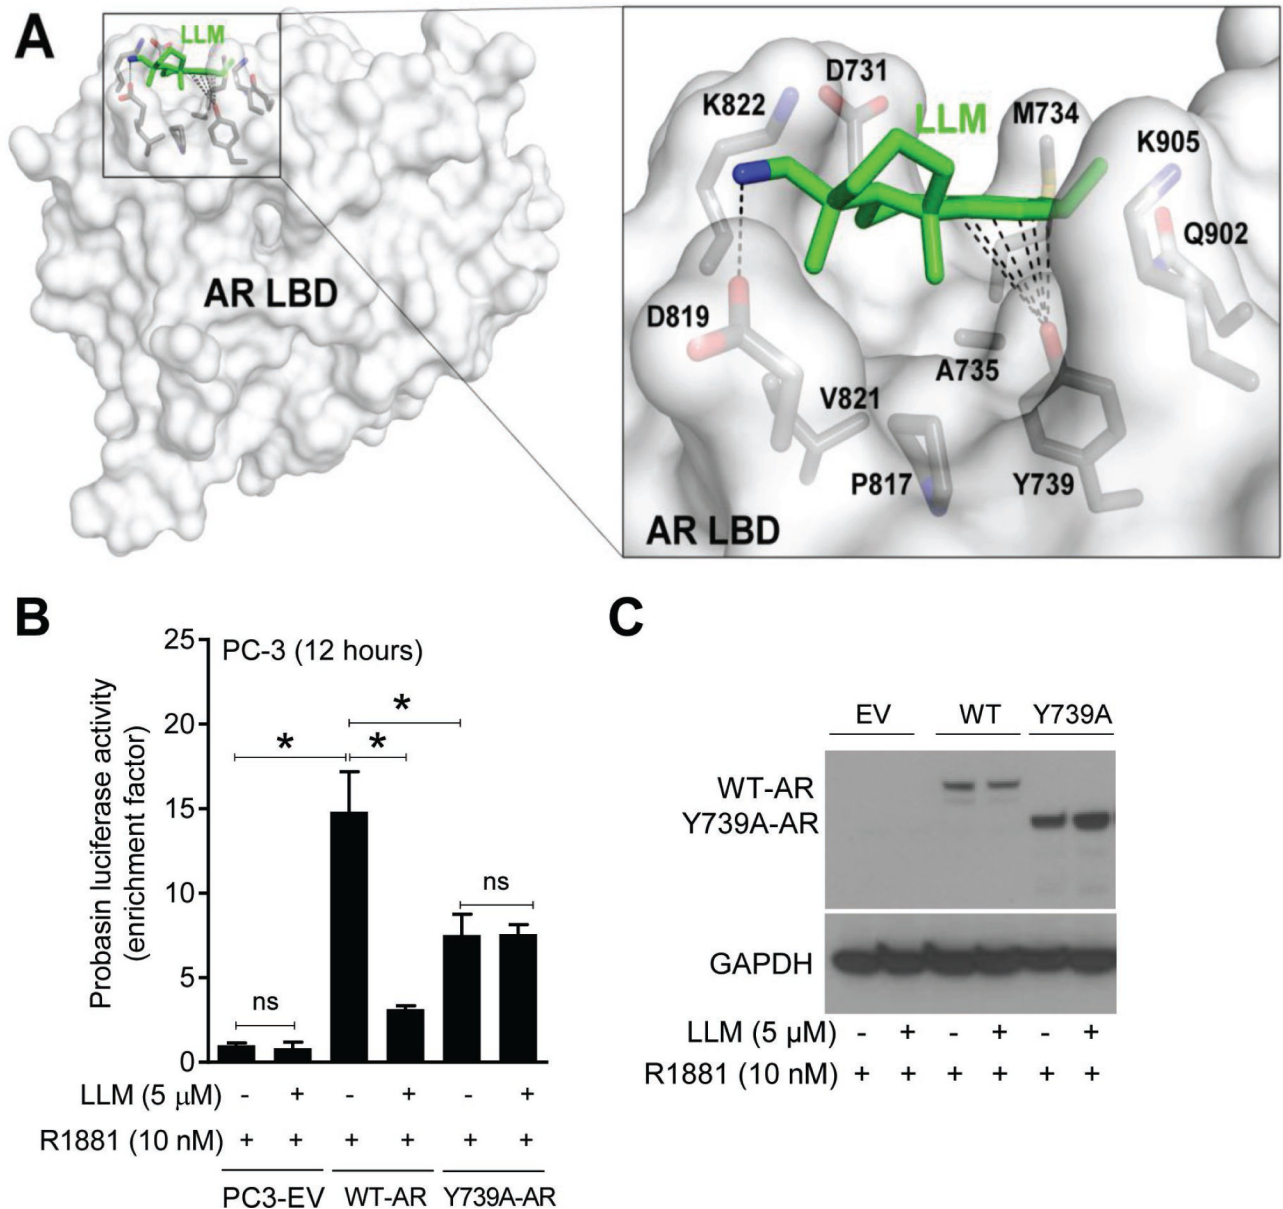 A
LLM
AR LBD
D731
K822
LLM
M734
K905
Q902
D819
A735
V821
P817
Y739
AR LBD
B
25
PC-3 (12 hours)
20
15
10
5
0
Probasin luciferase activity
(enrichment factor)
*
*
*
ns
ns
LLM (5 μM) - + - + - +
R1881 (10 nM) + + + + + +
PC3-EV WT-AR Y739A-AR
C
EV WT Y739A
WT-AR
Y739A-AR
GAPDH
LLM (5 μM) - + - + - +
R1881 (10 nM) + + + + + +